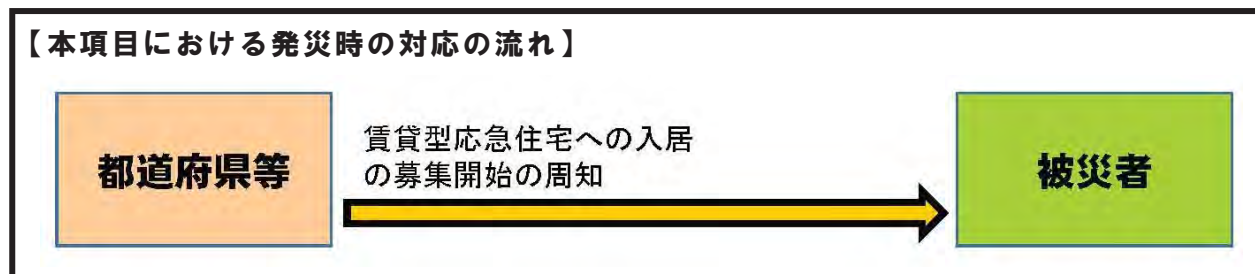 【本項目における発災時の対応の流れ】
都道府県等
賃貸型応急住宅への入居
の募集開始の周知
被災者